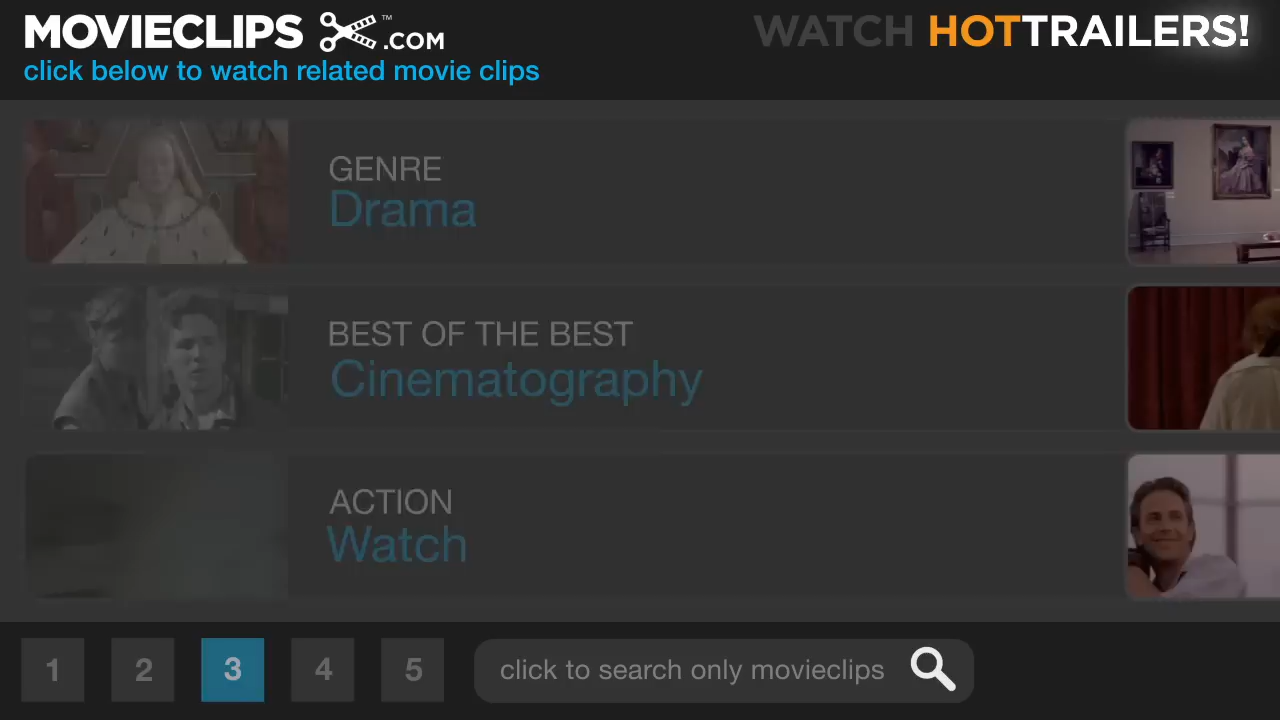 MOVIECLIPS ™ .COM
click below to watch related movie clips
WATCH HOTTRAILERS!
GENRE
Drama
BEST OF THE BEST
Cinematography
ACTION
Watch
1 2 3 4 5
click to search only movieclips